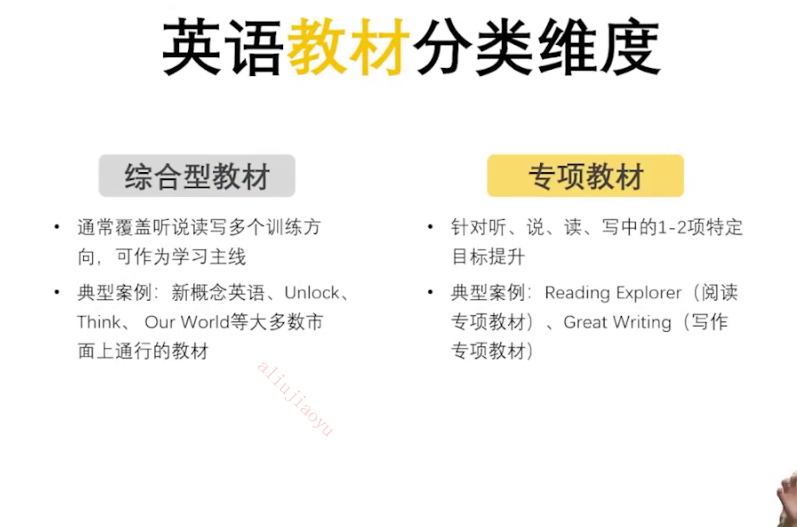 英语教材分类维度
综合型教材
• 通常覆盖听说读写多个训练方
向，可作为学习主线
• 典型案例：新概念英语、Unlock、
Think、 Our World等大多数市
面上通行的教材
专项教材
• 针对听、说、读、写中的1-2项特定
目标提升
• 典型案例：Reading Explorer（阅读
专项教材）、Great Writing（写作
专项教材）
aliujiaoyu